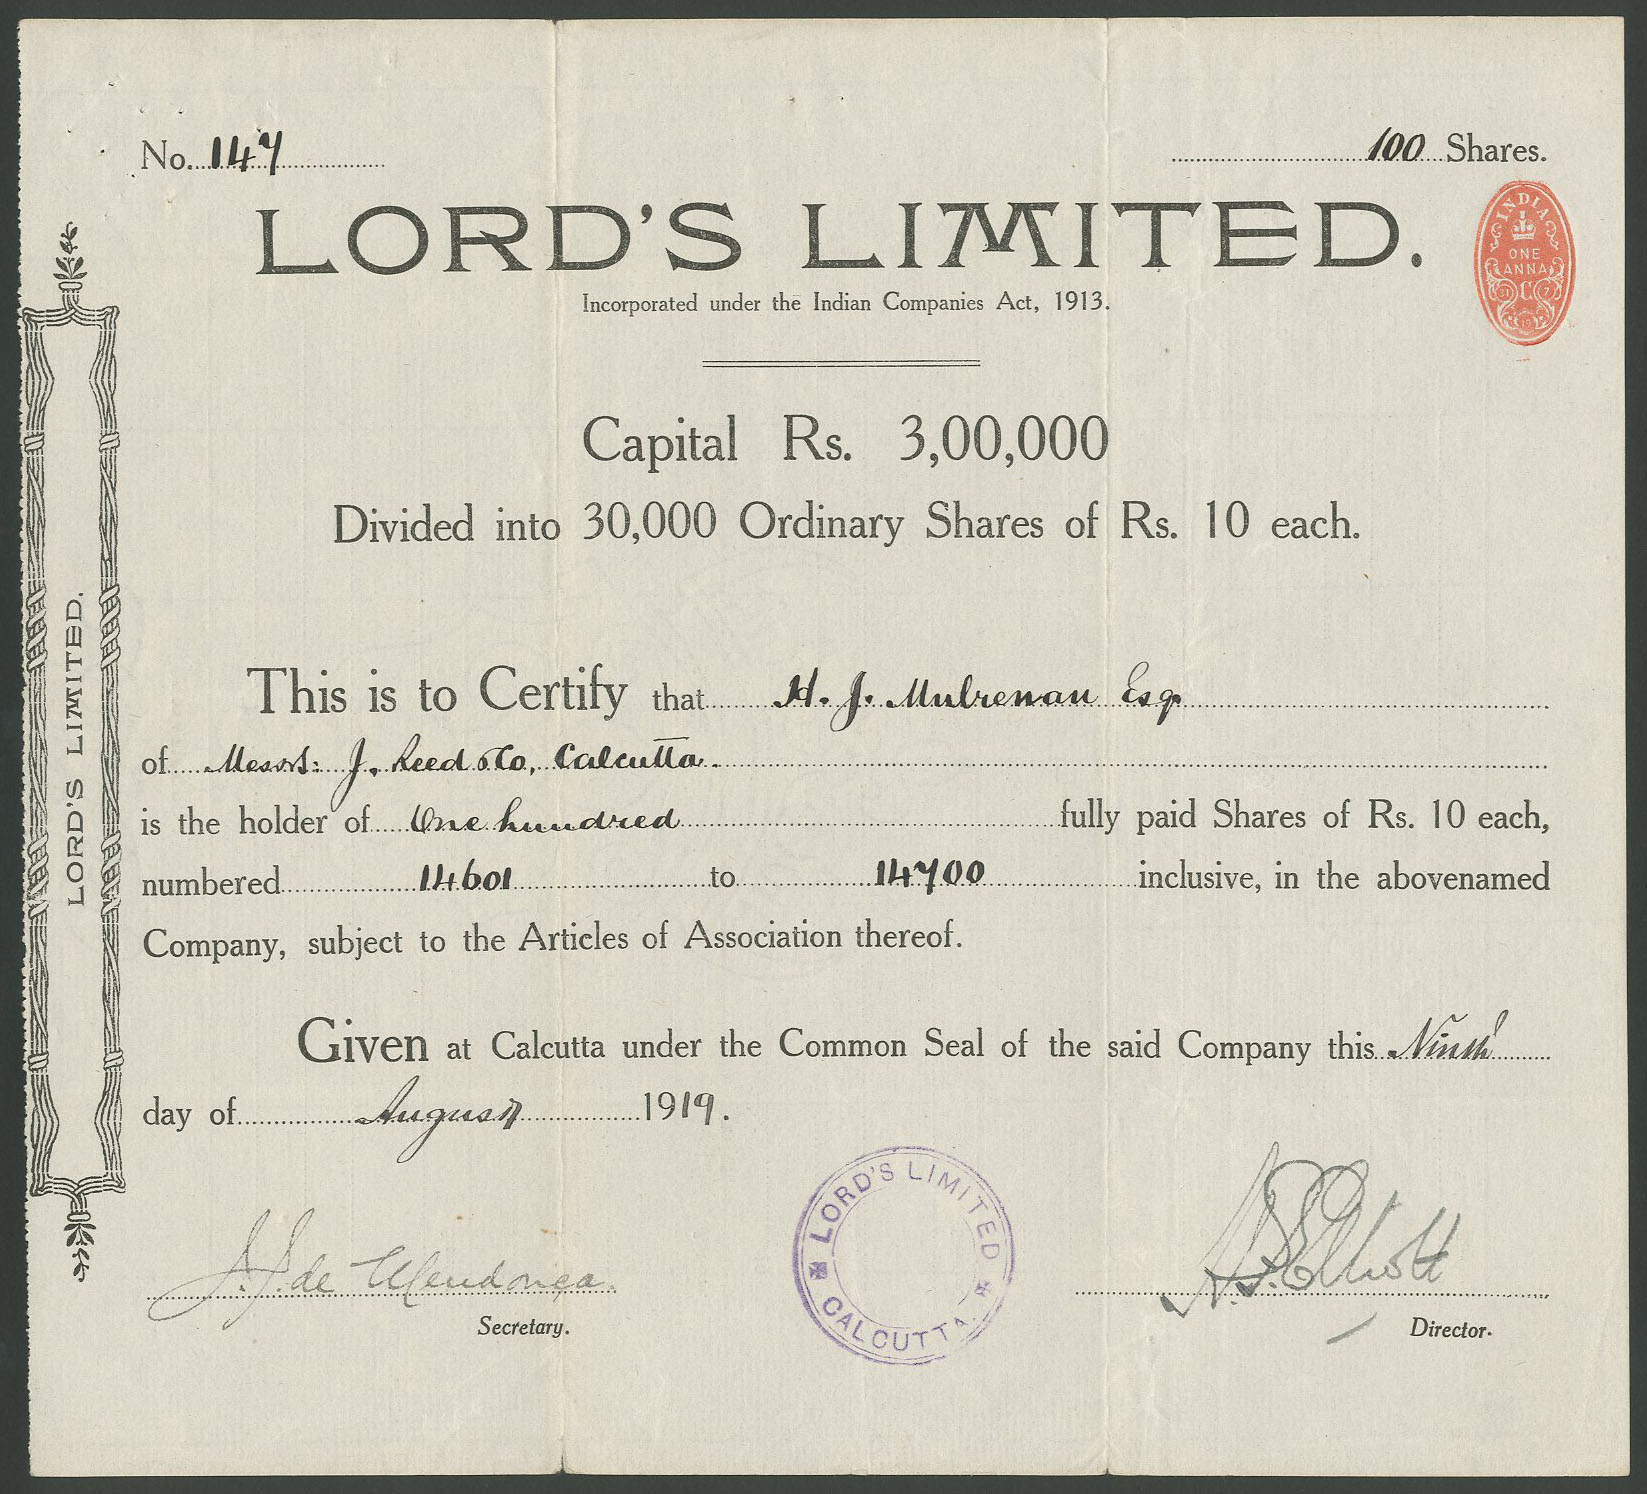 No. 147
100 Shares.
LORD'S LIMITED.
INDIA
ONE
ANNA
C
Incorporated under the Indian Companies Act, 1913.
Capital Rs. 3,00,000
Divided into 30,000 Ordinary Shares of Rs. 10 each.
LORD'S LIMITED.
This is to Certify that H. J. Mulrenan Esq
of Messrs: J. Reed & Co, Calcutta.
is the holder of One hundred fully paid Shares of Rs. 10 each,
numbered 14601 to 14700 inclusive, in the abovenamed
Company, subject to the Articles of Association thereof.
Given at Calcutta under the Common Seal of the said Company this Ninth
day of August 1919.
LORD'S LIMITED
CALCUTTA.
J. J. de Mendonça.
Secretary.
Elliott
Director.